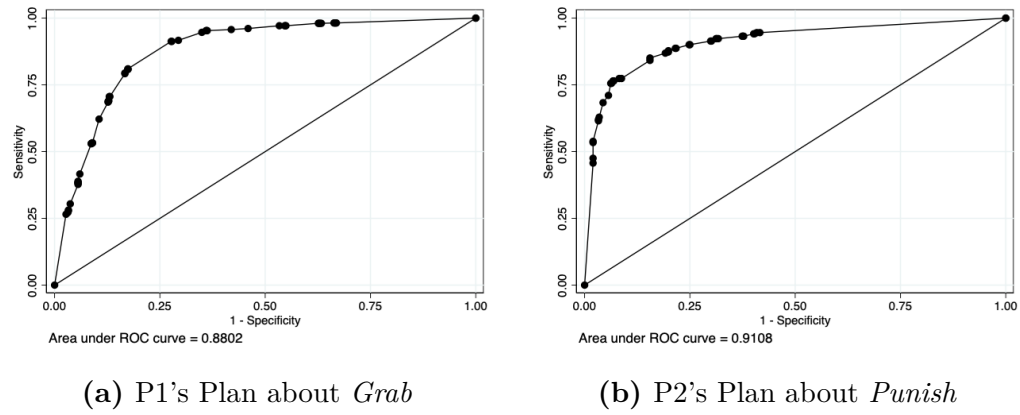 1.00
0.75
0.50
0.25
0.00
Sensitivity
0.00 0.25 0.50 0.75 1.00
1 - Specificity
Area under ROC curve = 0.8802
(a) P1's Plan about Grab
1.00
0.75
0.50
0.25
0.00
Sensitivity
0.00 0.25 0.50 0.75 1.00
1 - Specificity
Area under ROC curve = 0.9108
(b) P2's Plan about Punish